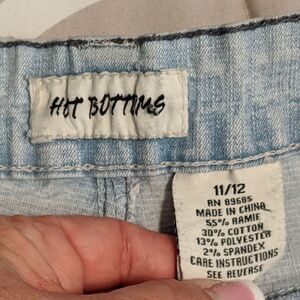 HOT BOTTOMS
11/12
RN 89685
MADE IN CHINA
55% RAMIE
30% COTTON
13% POLYESTER
2% SPANDEX
CARE INSTRUCTIONS
SEE REVERSE